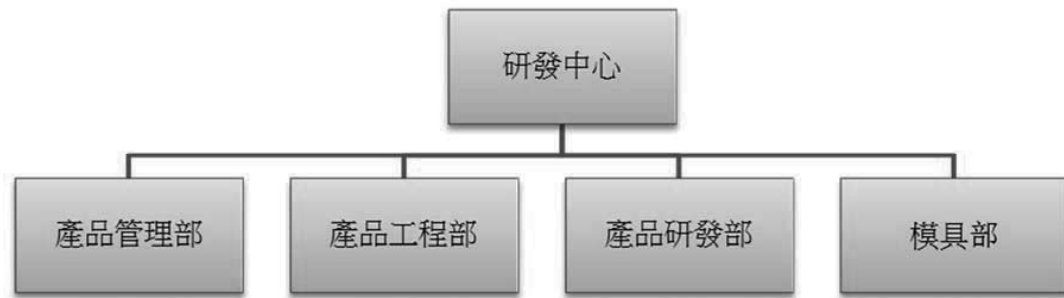 研發中心
產品管理部
產品工程部
產品研發部
模具部